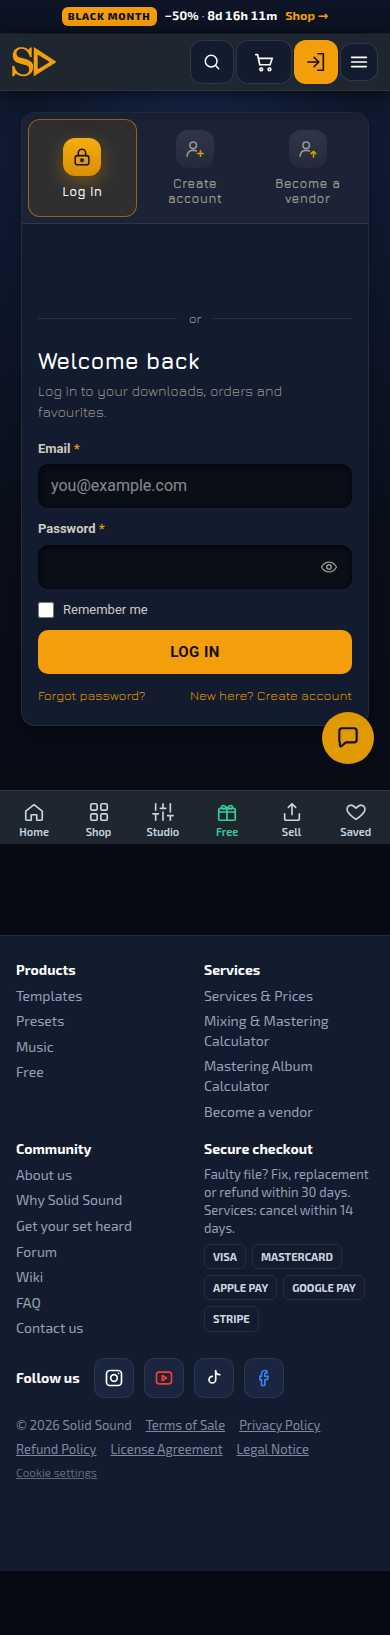 BLACK MONTH −50% · 8d 16h 11m Shop →
SD
Log In
Create account
Become a vendor
or
Welcome back
Log in to your downloads, orders and
favourites.
Email *
you@example.com
Password *
Remember me
LOG IN
Forgot password? New here? Create account
Home Shop Studio Free Sell Saved
Products
Templates
Presets
Music
Free
Services
Services & Prices
Mixing & Mastering
Calculator
Mastering Album
Calculator
Become a vendor
Community
About us
Why Solid Sound
Get your set heard
Forum
Wiki
FAQ
Contact us
Secure checkout
Faulty file? Fix, replacement
or refund within 30 days.
Services: cancel within 14
days.
VISA MASTERCARD
APPLE PAY GOOGLE PAY
STRIPE
Follow us
© 2026 Solid Sound Terms of Sale Privacy Policy
Refund Policy License Agreement Legal Notice
Cookie settings